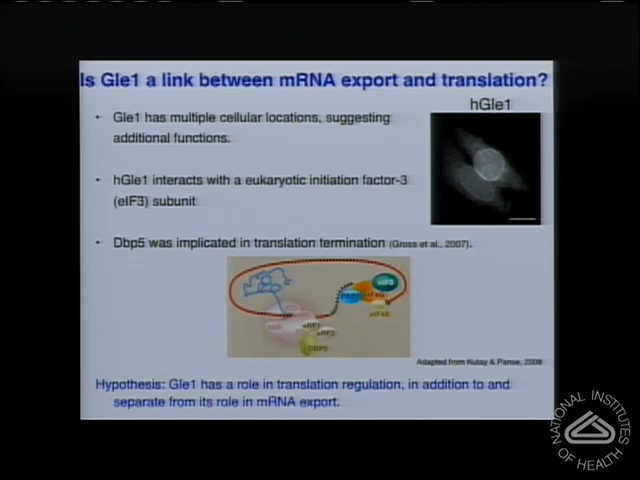 Is Gle1 a link between mRNA export and translation?
hGle1
• Gle1 has multiple cellular locations, suggesting
additional functions.
• hGle1 interacts with a eukaryotic initiation factor-3
(eIF3) subunit
• Dbp5 was implicated in translation termination (Gross et al., 2007).
eIF3
eIF4G
eIF4E
eRF1
eRF3
DBP5
Adapted from Kutay & Panse, 2008
Hypothesis: Gle1 has a role in translation regulation, in addition to and
separate from its role in mRNA export.
NATIONAL INSTITUTES
OF HEALTH